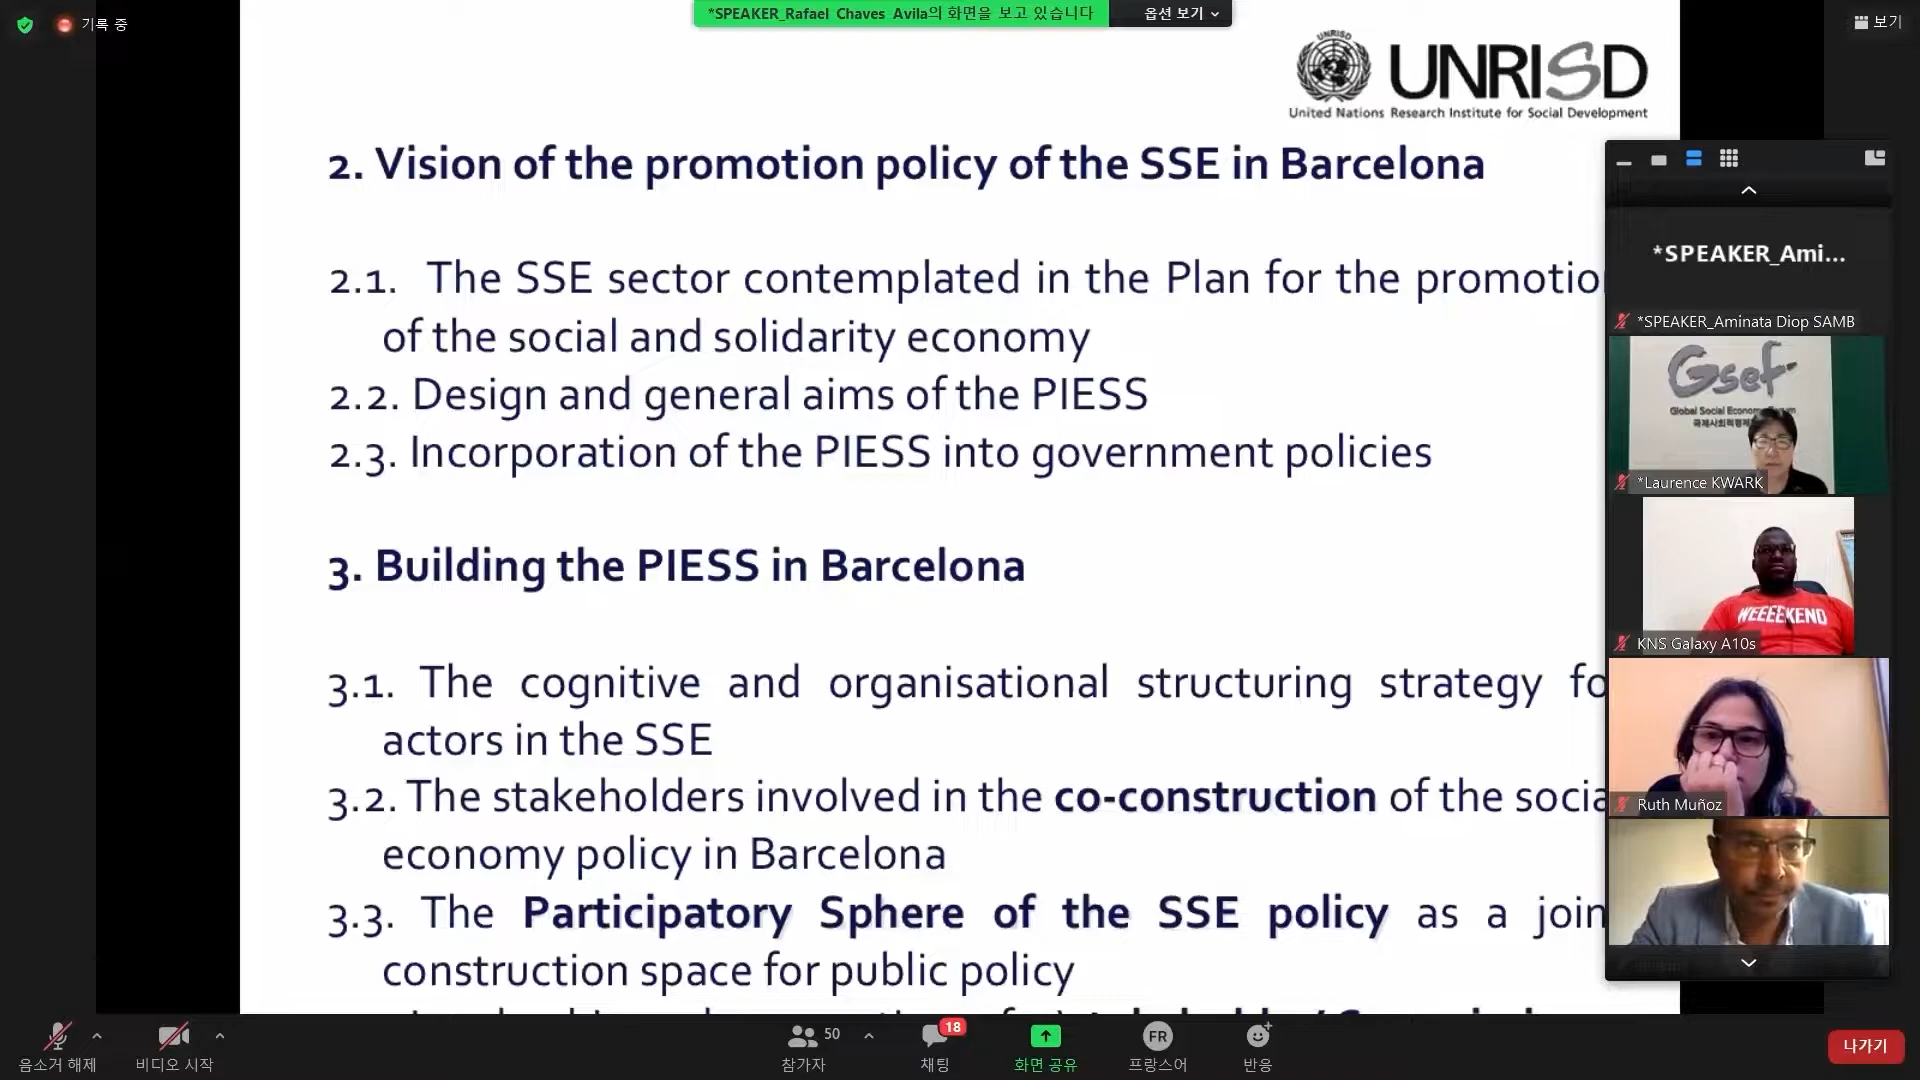 기록 중
*SPEAKER_Rafael Chaves Avila의 화면을 보고 있습니다
옵션 보기
보기
UNRISD
UNRISD
United Nations Research Institute for Social Development
2. Vision of the promotion policy of the SSE in Barcelona
2.1. The SSE sector contemplated in the Plan for the promotio
of the social and solidarity economy
2.2. Design and general aims of the PIESS
2.3. Incorporation of the PIESS into government policies
3. Building the PIESS in Barcelona
3.1. The cognitive and organisational structuring strategy fo
actors in the SSE
3.2. The stakeholders involved in the co-construction of the socia
economy policy in Barcelona
3.3. The Participatory Sphere of the SSE policy as a join
construction space for public policy
*SPEAKER_Ami...
*SPEAKER_Aminata Diop SAMB
Gsef
Global Social Economy Forum
*Laurence KWARK
WEEEEKEND
KNS Galaxy A10s
Ruth Muñoz
음소거 해제
비디오 시작
50
참가자
18
채팅
화면 공유
FR
프랑스어
반응
나가기